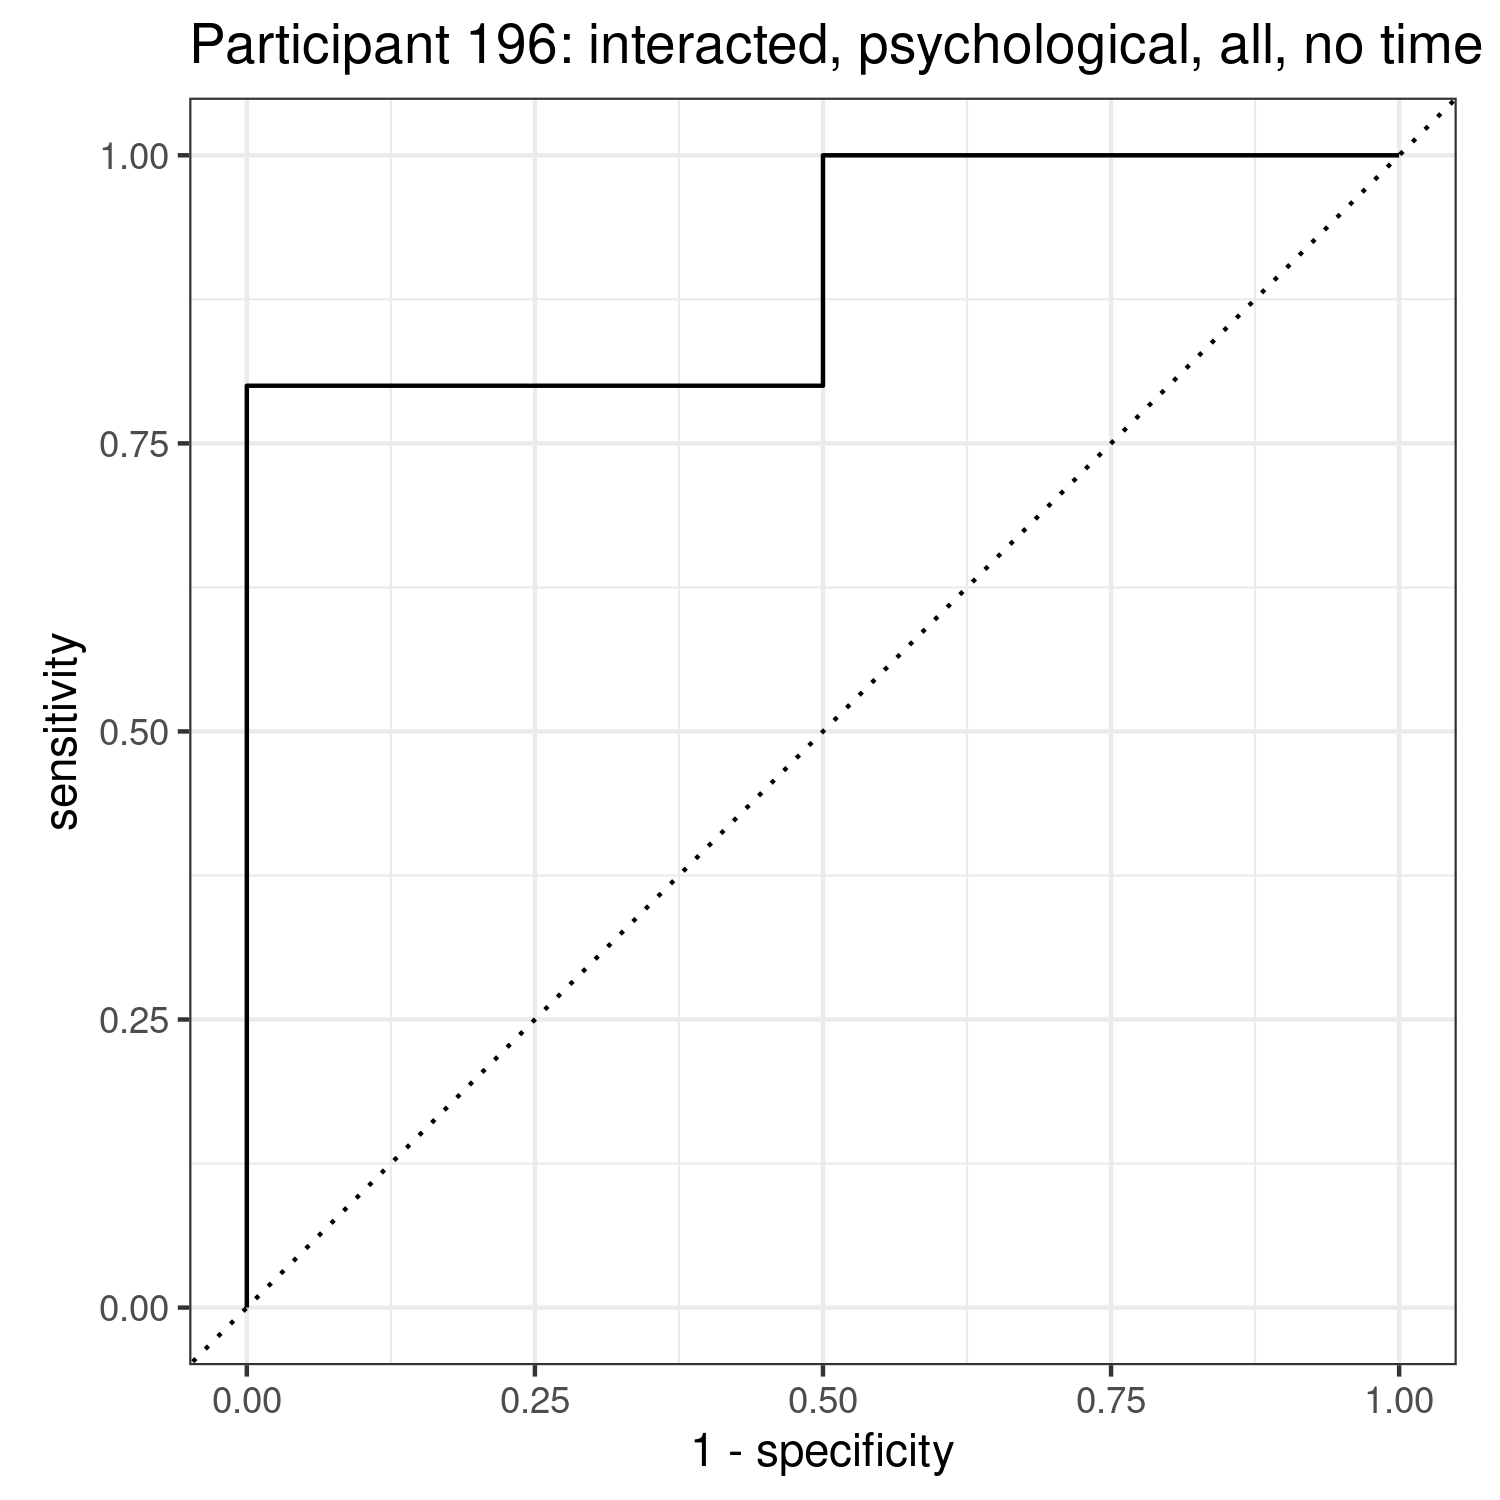 Participant 196: interacted, psychological, all, no time
1.00
0.75
0.50
0.25
0.00
sensitivity
0.00 0.25 0.50 0.75 1.00
1 - specificity